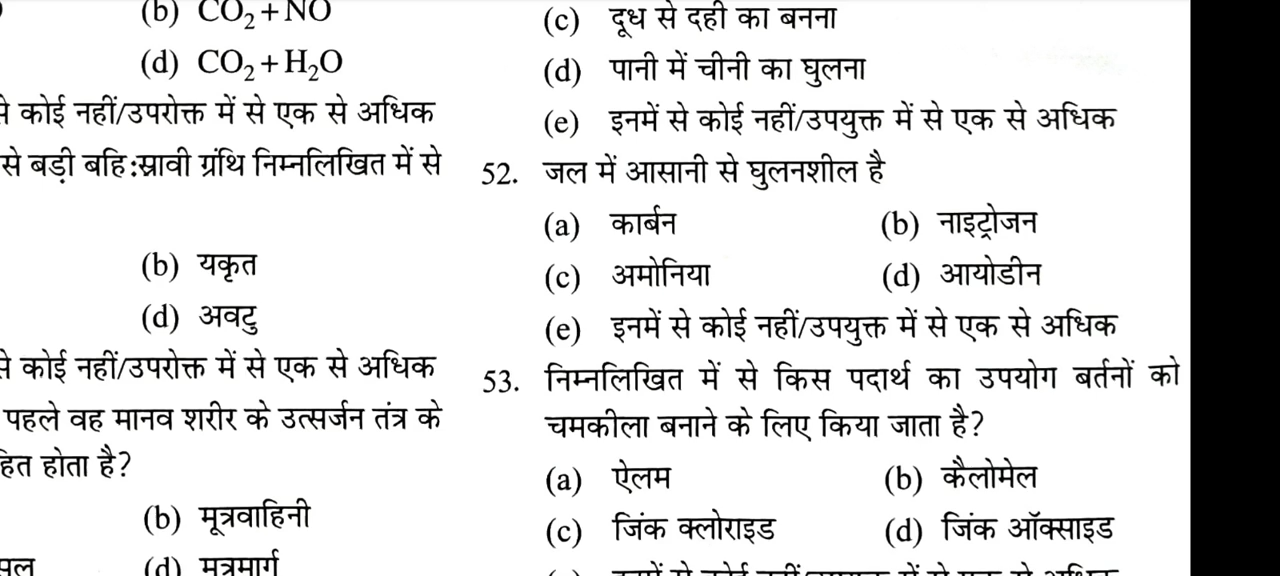 (b) CO₂+NO
(d) CO₂+H₂O
कोई नहीं/उपरोक्त में से एक से अधिक
से बड़ी बहि:स्रावी ग्रंथि निम्नलिखित में से
(b) यकृत
(d) अवटु
कोई नहीं/उपरोक्त में से एक से अधिक
पहले वह मानव शरीर के उत्सर्जन तंत्र के
होता है?
(b) मूत्रवाहिनी
(d) मूत्रमार्ग
(c) दूध से दही का बनना
(d) पानी में चीनी का घुलना
(e) इनमें से कोई नहीं/उपयुक्त में से एक से अधिक
52. जल में आसानी से घुलनशील है
(a) कार्बन (b) नाइट्रोजन
(c) अमोनिया (d) आयोडीन
(e) इनमें से कोई नहीं/उपयुक्त में से एक से अधिक
53. निम्नलिखित में से किस पदार्थ का उपयोग बर्तनों को
चमकीला बनाने के लिए किया जाता है?
(a) ऐलम (b) कैलोमेल
(c) जिंक क्लोराइड (d) जिंक ऑक्साइड